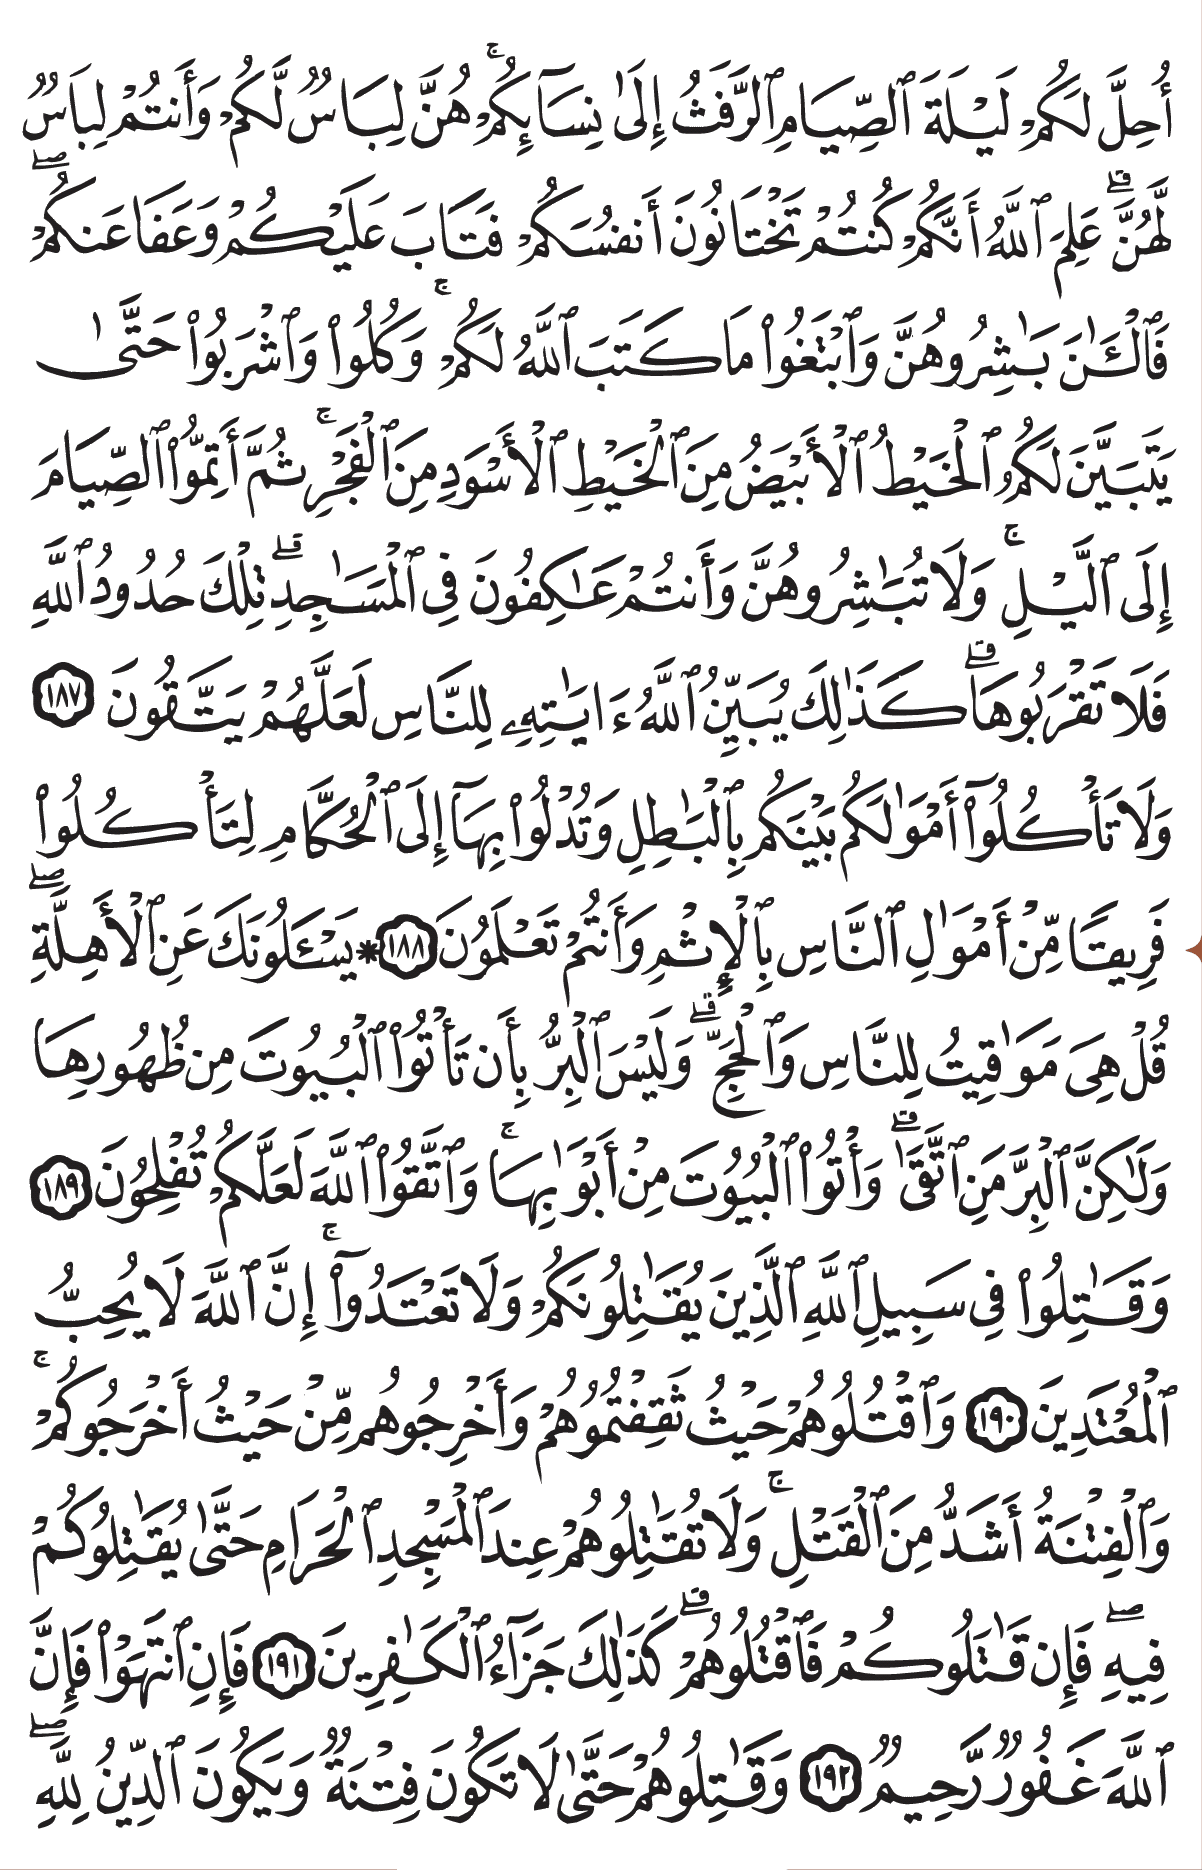 أُحِلَّ لَكُمْ لَيْلَةَ ٱلصِّيَامِ ٱلرَّفَثُ إِلَىٰ نِسَآئِكُمْ ۚ هُنَّ لِبَاسٌ لَّكُمْ وَأَنتُمْ لِبَاسٌ
لَّهُنَّ ۗ عَلِمَ ٱللَّهُ أَنَّكُمْ كُنتُمْ تَخْتَانُونَ أَنفُسَكُمْ فَتَابَ عَلَيْكُمْ وَعَفَا عَنكُمْ ۖ
فَٱلْـَٔـٰنَ بَـٰشِرُوهُنَّ وَٱبْتَغُوا۟ مَا كَتَبَ ٱللَّهُ لَكُمْ ۚ وَكُلُوا۟ وَٱشْرَبُوا۟ حَتَّىٰ
يَتَبَيَّنَ لَكُمُ ٱلْخَيْطُ ٱلْأَبْيَضُ مِنَ ٱلْخَيْطِ ٱلْأَسْوَدِ مِنَ ٱلْفَجْرِ ۖ ثُمَّ أَتِمُّوا۟ ٱلصِّيَامَ
إِلَى ٱلَّيْلِ ۚ وَلَا تُبَـٰشِرُوهُنَّ وَأَنتُمْ عَـٰكِفُونَ فِى ٱلْمَسَـٰجِدِ ۗ تِلْكَ حُدُودُ ٱللَّهِ
فَلَا تَقْرَبُوهَا ۗ كَذَٰلِكَ يُبَيِّنُ ٱللَّهُ ءَايَـٰتِهِۦ لِلنَّاسِ لَعَلَّهُمْ يَتَّقُونَ ١٨٧
وَلَا تَأْكُلُوٓا۟ أَمْوَٰلَكُم بَيْنَكُم بِٱلْبَـٰطِلِ وَتُدْلُوا۟ بِهَآ إِلَى ٱلْحُكَّامِ لِتَأْكُلُوا۟
فَرِيقًا مِّنْ أَمْوَٰلِ ٱلنَّاسِ بِٱلْإِثْمِ وَأَنتُمْ تَعْلَمُونَ ١٨٨ * يَسْـَٔلُونَكَ عَنِ ٱلْأَهِلَّةِ ۖ
قُلْ هِىَ مَوَٰقِيتُ لِلنَّاسِ وَٱلْحَجِّ ۗ وَلَيْسَ ٱلْبِرُّ بِأَن تَأْتُوا۟ ٱلْبُيُوتَ مِن ظُهُورِهَا
وَلَـٰكِنَّ ٱلْبِرَّ مَنِ ٱتَّقَىٰ ۗ وَأْتُوا۟ ٱلْبُيُوتَ مِنْ أَبْوَٰبِهَا ۚ وَٱتَّقُوا۟ ٱللَّهَ لَعَلَّكُمْ تُفْلِحُونَ ١٨٩
وَقَـٰتِلُوا۟ فِى سَبِيلِ ٱللَّهِ ٱلَّذِينَ يُقَـٰتِلُونَكُمْ وَلَا تَعْتَدُوٓا۟ ۚ إِنَّ ٱللَّهَ لَا يُحِبُّ
ٱلْمُعْتَدِينَ ١٩٠ وَٱقْتُلُوهُمْ حَيْثُ ثَقِفْتُمُوهُمْ وَأَخْرِجُوهُم مِّنْ حَيْثُ أَخْرَجُوكُمْ ۚ
وَٱلْفِتْنَةُ أَشَدُّ مِنَ ٱلْقَتْلِ ۚ وَلَا تُقَـٰتِلُوهُمْ عِندَ ٱلْمَسْجِدِ ٱلْحَرَامِ حَتَّىٰ يُقَـٰتِلُوكُمْ
فِيهِ ۖ فَإِن قَـٰتَلُوكُمْ فَٱقْتُلُوهُمْ ۗ كَذَٰلِكَ جَزَآءُ ٱلْكَـٰفِرِينَ ١٩١ فَإِنِ ٱنتَهَوْا۟ فَإِنَّ
ٱللَّهَ غَفُورٌ رَّحِيمٌ ١٩٢ وَقَـٰتِلُوهُمْ حَتَّىٰ لَا تَكُونَ فِتْنَةٌ وَيَكُونَ ٱلدِّينُ لِلَّهِ ۖ